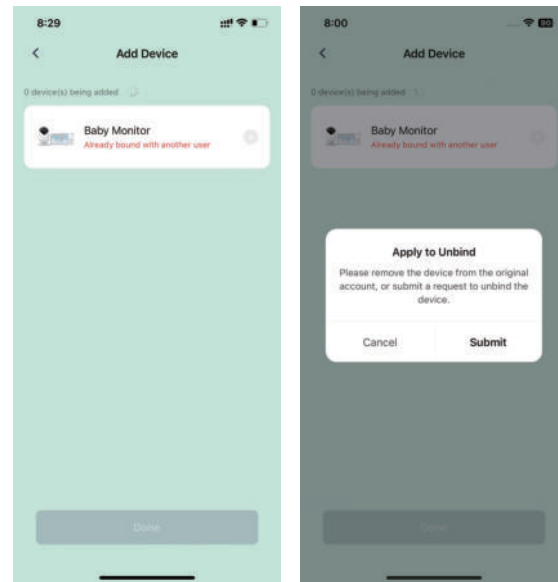 8:29
Add Device
0 device(s) being added
Baby Monitor
Already bound with another user
Done
8:00
80
Add Device
0 device(s) being added
Baby Monitor
Already bound with another user
Apply to Unbind
Please remove the device from the original
account, or submit a request to unbind the
device.
Cancel
Submit
Done